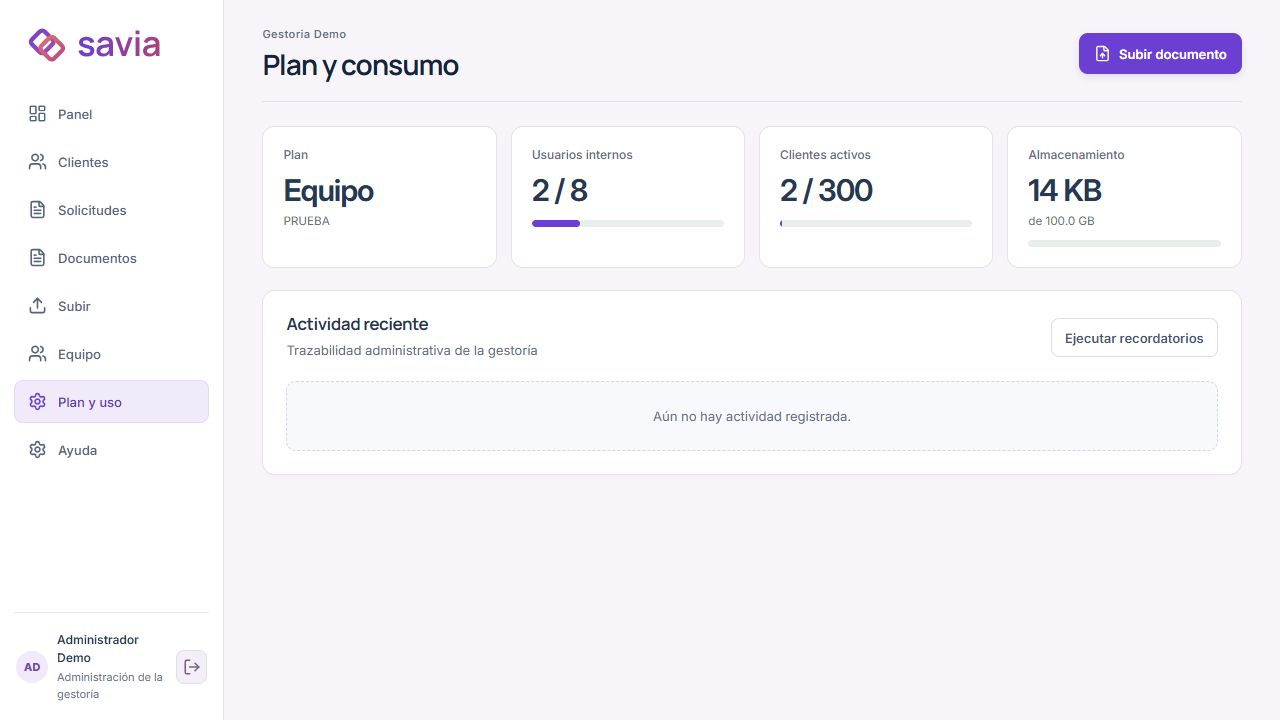 savia
Panel
Clientes
Solicitudes
Documentos
Subir
Equipo
Plan y uso
Ayuda
AD
Administrador
Demo
Administración de la
gestoría
Gestoria Demo
Plan y consumo
Subir documento
Plan
Equipo
PRUEBA
Usuarios internos
2 / 8
Clientes activos
2 / 300
Almacenamiento
14 KB
de 100.0 GB
Actividad reciente
Trazabilidad administrativa de la gestoría
Ejecutar recordatorios
Aún no hay actividad registrada.